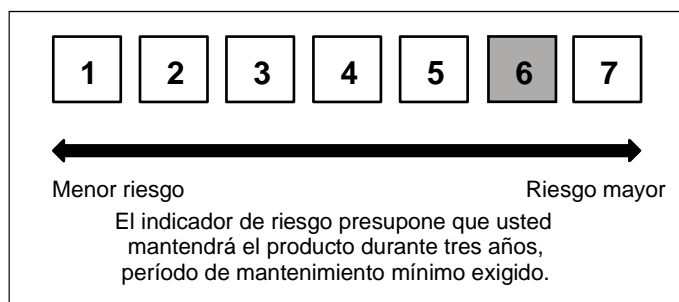 1 2 3 4 5 6 7
Menor riesgo Riesgo mayor
El indicador de riesgo presupone que usted
mantendrá el producto durante tres años,
período de mantenimiento mínimo exigido.